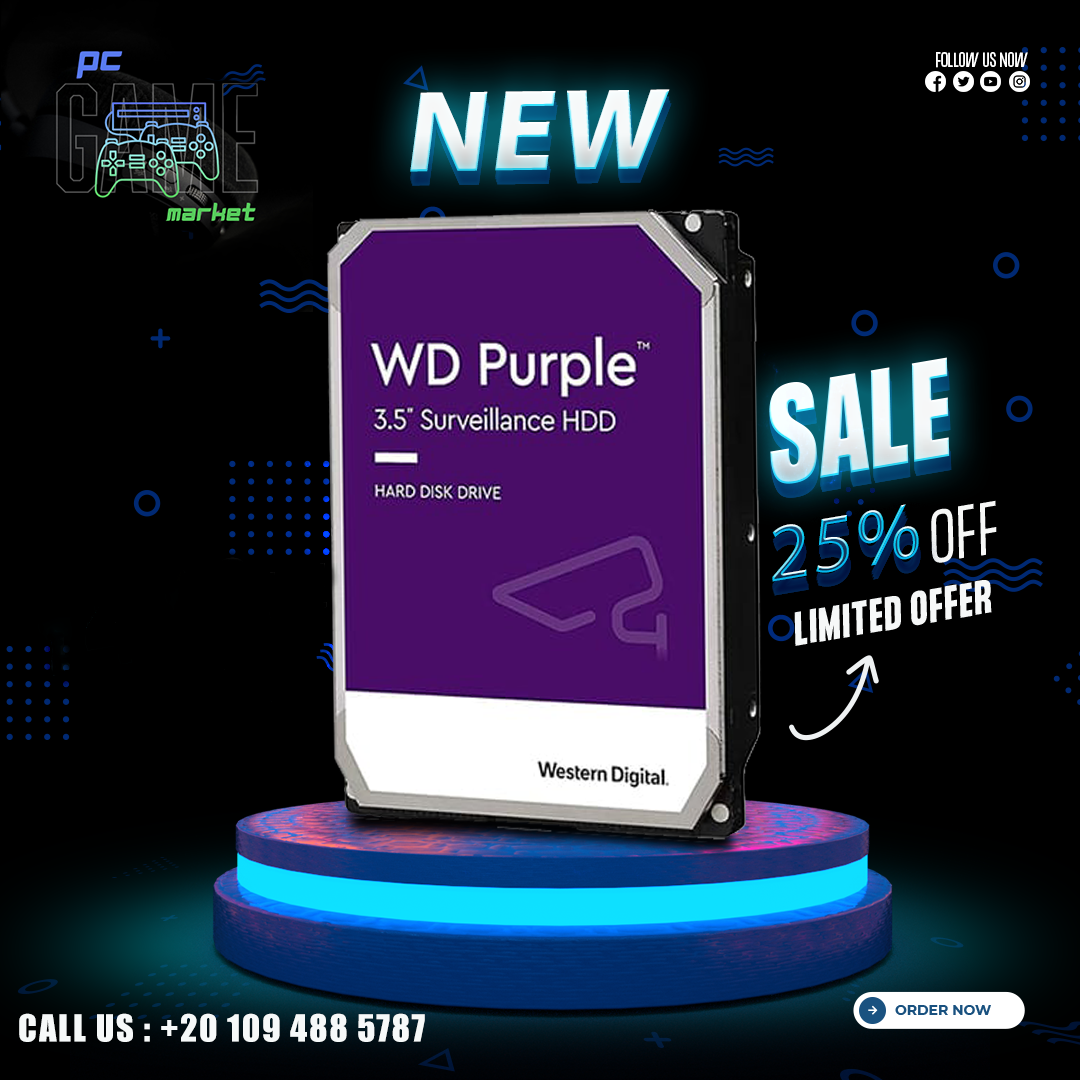 pc
GAME
market
FOLLOW US NOW
NEW
WD Purple™
3.5" Surveillance HDD
HARD DISK DRIVE
Western Digital.
SALE
25% OFF
LIMITED OFFER
CALL US : +20 109 488 5787
ORDER NOW